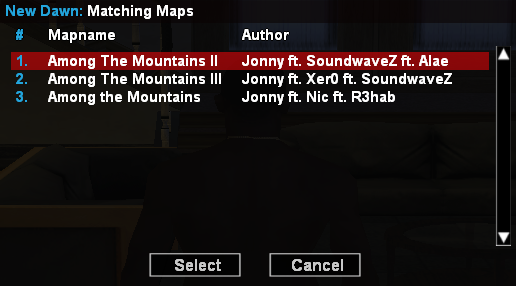 New Dawn: Matching Maps
# Mapname Author
1. Among The Mountains II Jonny ft. SoundwaveZ ft. Alae
2. Among The Mountains III Jonny ft. Xer0 ft. SoundwaveZ
3. Among the Mountains Jonny ft. Nic ft. R3hab
Select Cancel